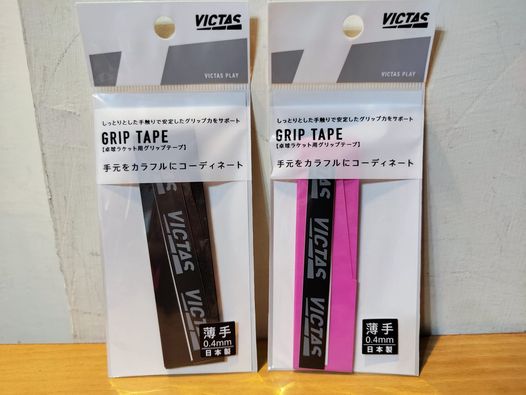 VICTAS
VICTAS PLAY
しっとりとした手触りで安定したグリップ力をサポート
GRIP TAPE
【卓球ラケット用グリップテープ】
手元をカラフルにコーディネート
VICTAS
VICTAS
VICTAS
薄手
0.4mm
日本製
VICTAS
VICTAS PLAY
しっとりとした手触りで安定したグリップ力をサポート
GRIP TAPE
【卓球ラケット用グリップテープ】
手元をカラフルにコーディネート
VICTAS
VICTAS
VICTAS
薄手
0.4mm
日本製